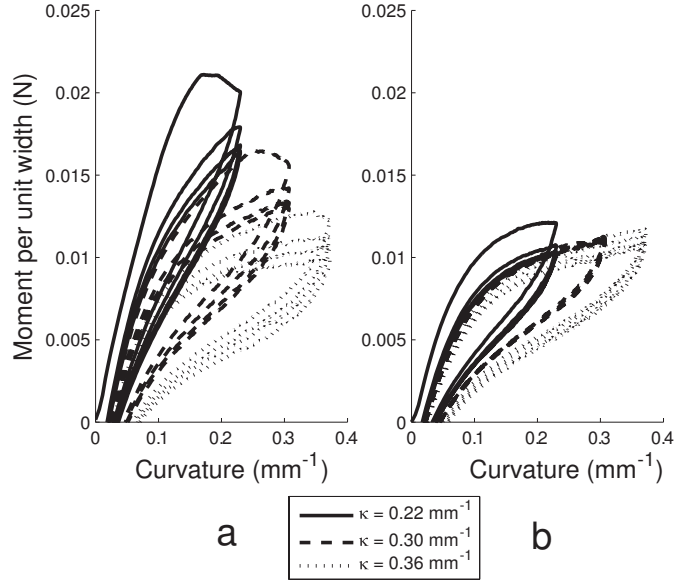 0.025
0.02
0.015
0.01
0.005
0
Moment per unit width (N)
0 0.1 0.2 0.3 0.4
Curvature (mm-1)
a
0.025
0.02
0.015
0.01
0.005
0
0 0.1 0.2 0.3 0.4
Curvature (mm-1)
b
κ = 0.22 mm-1
κ = 0.30 mm-1
κ = 0.36 mm-1